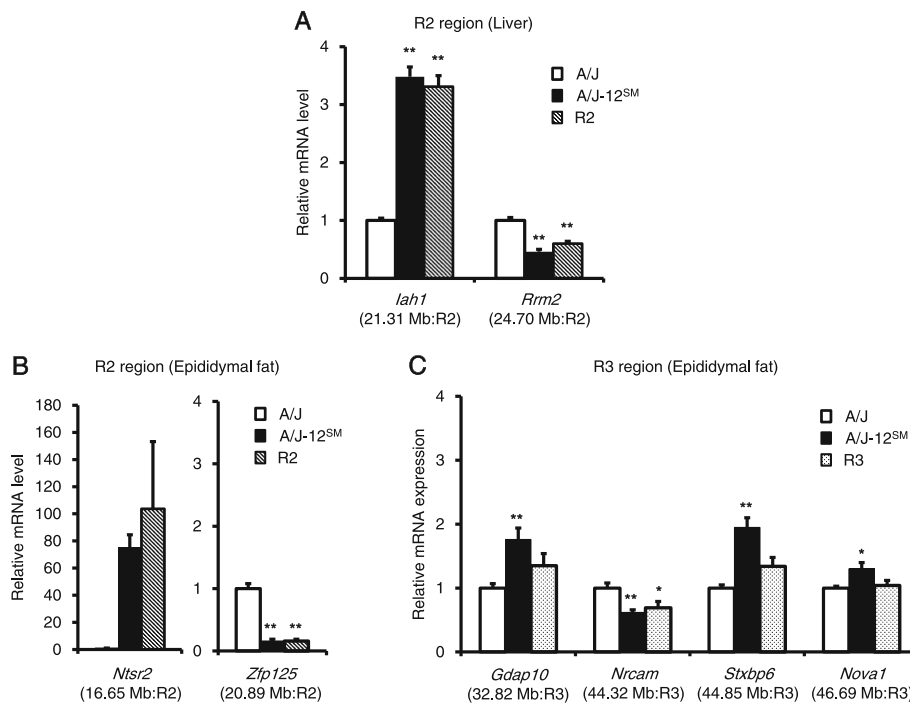 A
R2 region (Liver)
Relative mRNA level
4
3
2
1
0
** **
** **
A/J
A/J-12SM
R2
Iah1
(21.31 Mb:R2)
Rrm2
(24.70 Mb:R2)
B
R2 region (Epididymal fat)
Relative mRNA level
180
160
140
120
100
80
60
40
20
0
4
3
2
1
0
** **
A/J
A/J-12SM
R2
Ntsr2
(16.65 Mb:R2)
Zfp125
(20.89 Mb:R2)
C
R3 region (Epididymal fat)
Relative mRNA expression
4
3
2
1
0
**
** *
**
*
A/J
A/J-12SM
R3
Gdap10
(32.82 Mb:R3)
Nrcam
(44.32 Mb:R3)
Stxbp6
(44.85 Mb:R3)
Nova1
(46.69 Mb:R3)